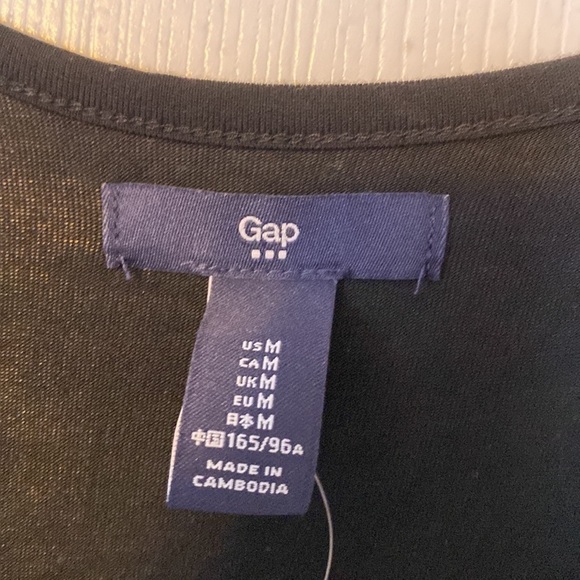 Gap
US M
CA M
UK M
EU M
日本 M
中国 165/96A
MADE IN
CAMBODIA